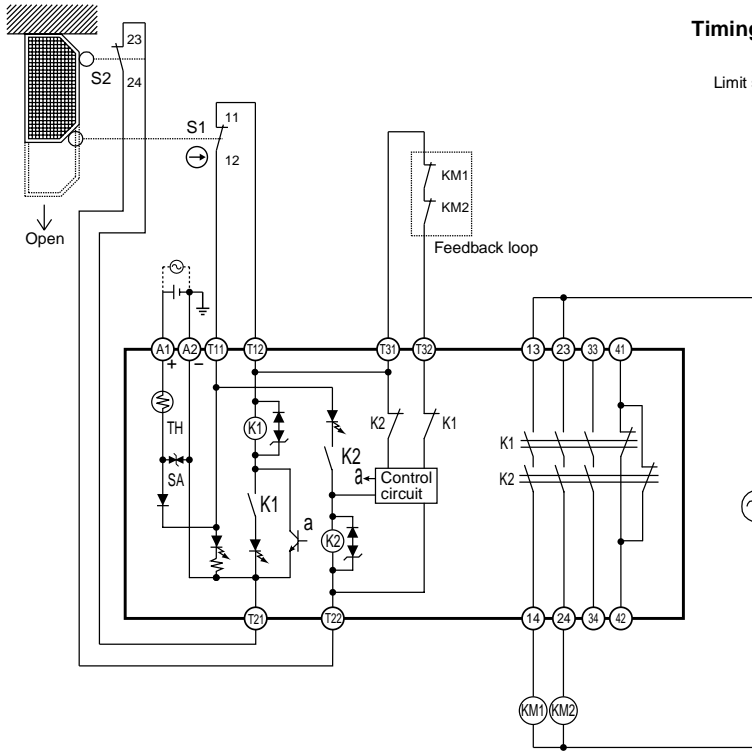 Timing
Limit
23
S2
24
S1
11
12
KM1
KM2
Feedback loop
Open
A1
A2
T11
T12
T31
T32
13
23
33
41
+
−
TH
K1
K2
K1
K2
K1
SA
K2
a
Control
circuit
K1
K2
a
K2
T21
T22
14
24
34
42
KM1
KM2